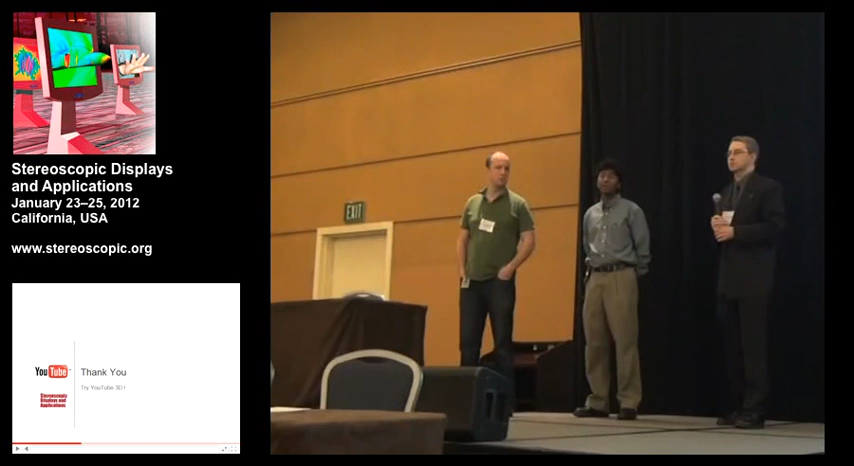 Stereoscopic Displays
and Applications
January 23–25, 2012
California, USA
www.stereoscopic.org
EXIT
YouTube
Thank You
Try YouTube 3D!
Stereoscopic
Displays and
Applications